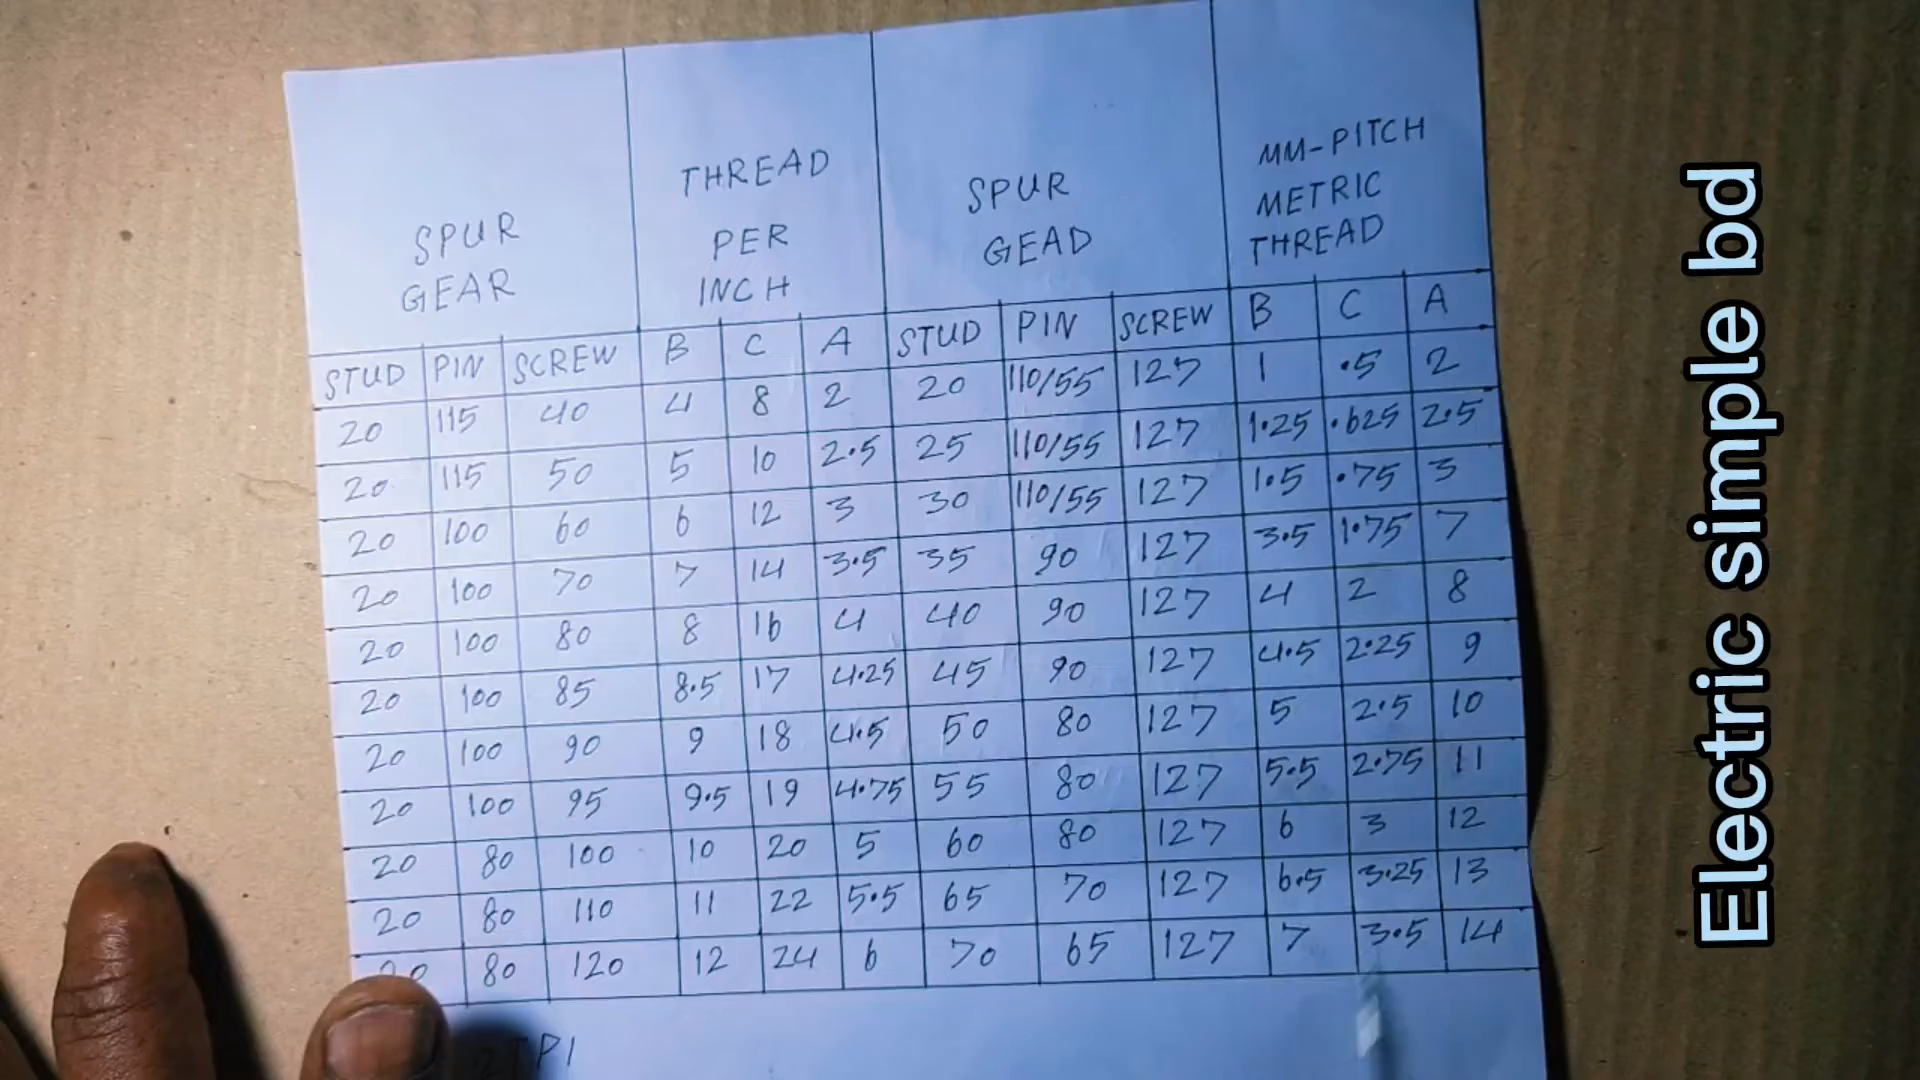 SPUR
GEAR
THREAD
PER
INCH
SPUR
GEAD
MM-PITCH
METRIC
THREAD
STUD PIN SCREW B C A STUD PIN SCREW B C A
20 115 40 4 8 2 20 110/55 127 1 .5 2
20 115 50 5 10 2.5 25 110/55 127 1.25 .625 2.5
20 100 60 6 12 3 30 110/55 127 1.5 .75 3
20 100 70 7 14 3.5 35 90 127 3.5 1.75 7
20 100 80 8 16 4 40 90 127 4 2 8
20 100 85 8.5 17 4.25 45 90 127 4.5 2.25 9
20 100 90 9 18 4.5 50 80 127 5 2.5 10
20 100 95 9.5 19 4.75 55 80 127 5.5 2.75 11
20 80 100 10 20 5 60 80 127 6 3 12
20 80 110 11 22 5.5 65 70 127 6.5 3.25 13
20 80 120 12 24 6 70 65 127 7 3.5 14
TPI
Electric simple bd